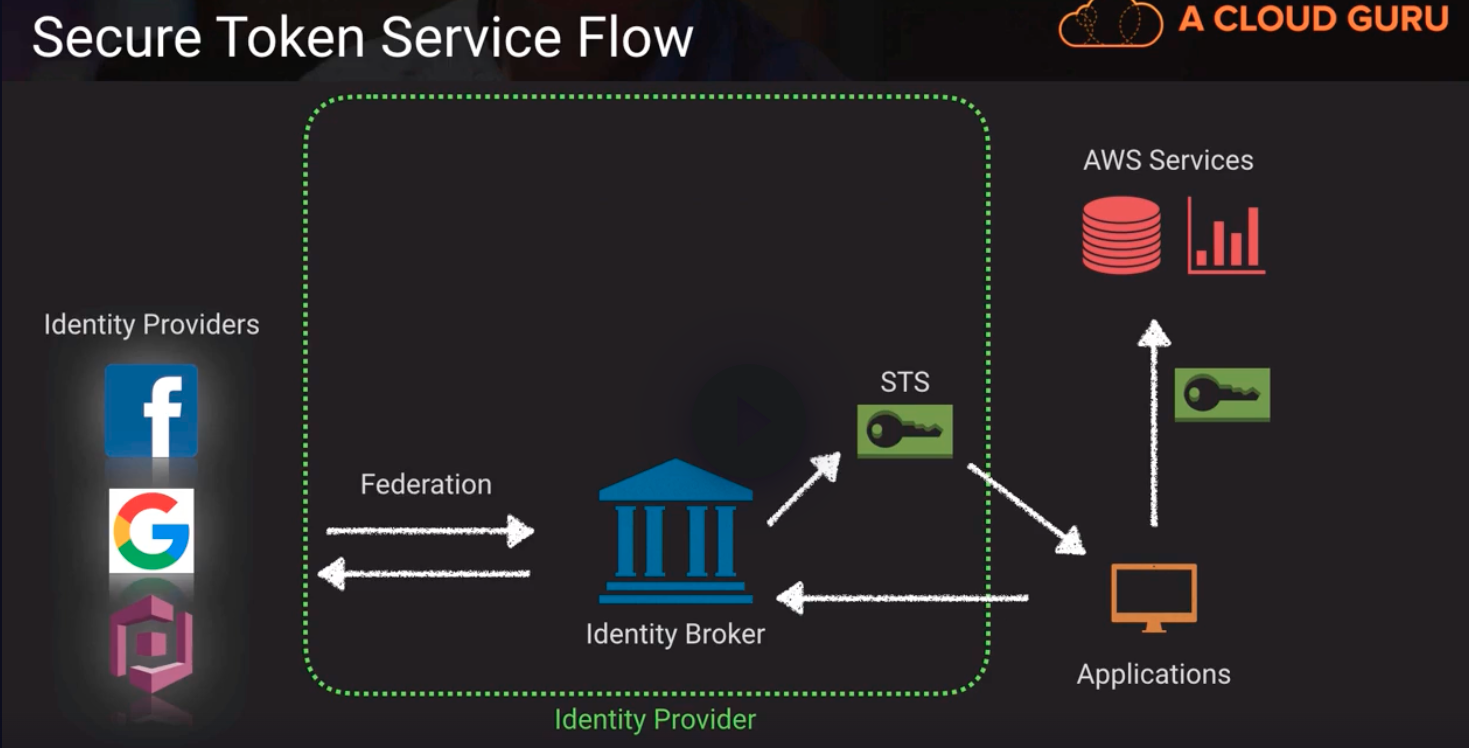 Secure Token Service Flow
A CLOUD GURU
AWS Services
Identity Providers
f
G
STS
Federation
Identity Broker
Applications
Identity Provider